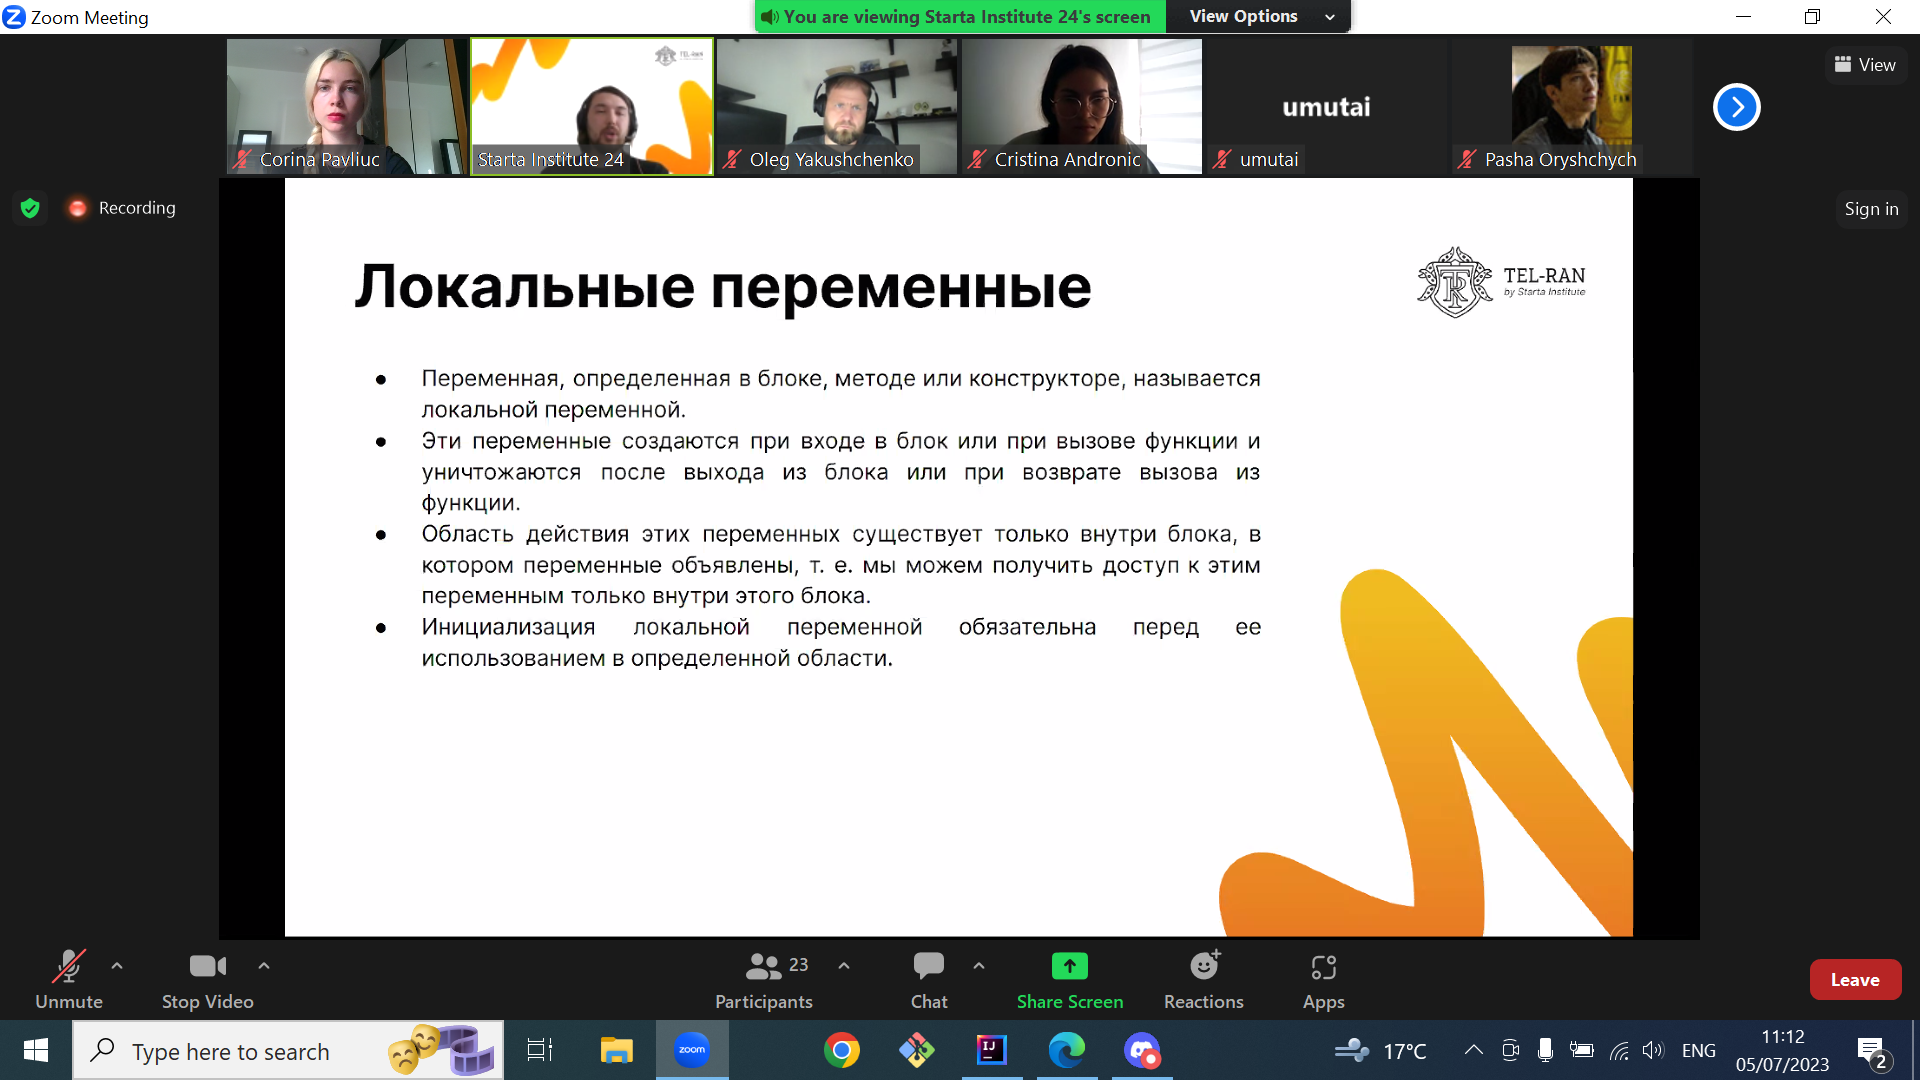 Zoom Meeting
You are viewing Starta Institute 24's screen
View Options
TEL-RAN
Corina Pavliuc
Starta Institute 24
Oleg Yakushchenko
Cristina Andronic
umutai
umutai
Pasha Oryshchych
View
Recording
Sign in
Локальные переменные
TEL-RAN
by Starta Institute
● Переменная, определенная в блоке, методе или конструкторе, называется
локальной переменной.
● Эти переменные создаются при входе в блок или при вызове функции и
уничтожаются после выхода из блока или при возврате вызова из
функции.
● Область действия этих переменных существует только внутри блока, в
котором переменные объявлены, т. е. мы можем получить доступ к этим
переменным только внутри этого блока.
● Инициализация локальной переменной обязательна перед ее
использованием в определенной области.
Unmute
Stop Video
23
Participants
Chat
Share Screen
Reactions
Apps
Leave
Type here to search
zoom
IJ
17°C
ENG
11:12
05/07/2023
2